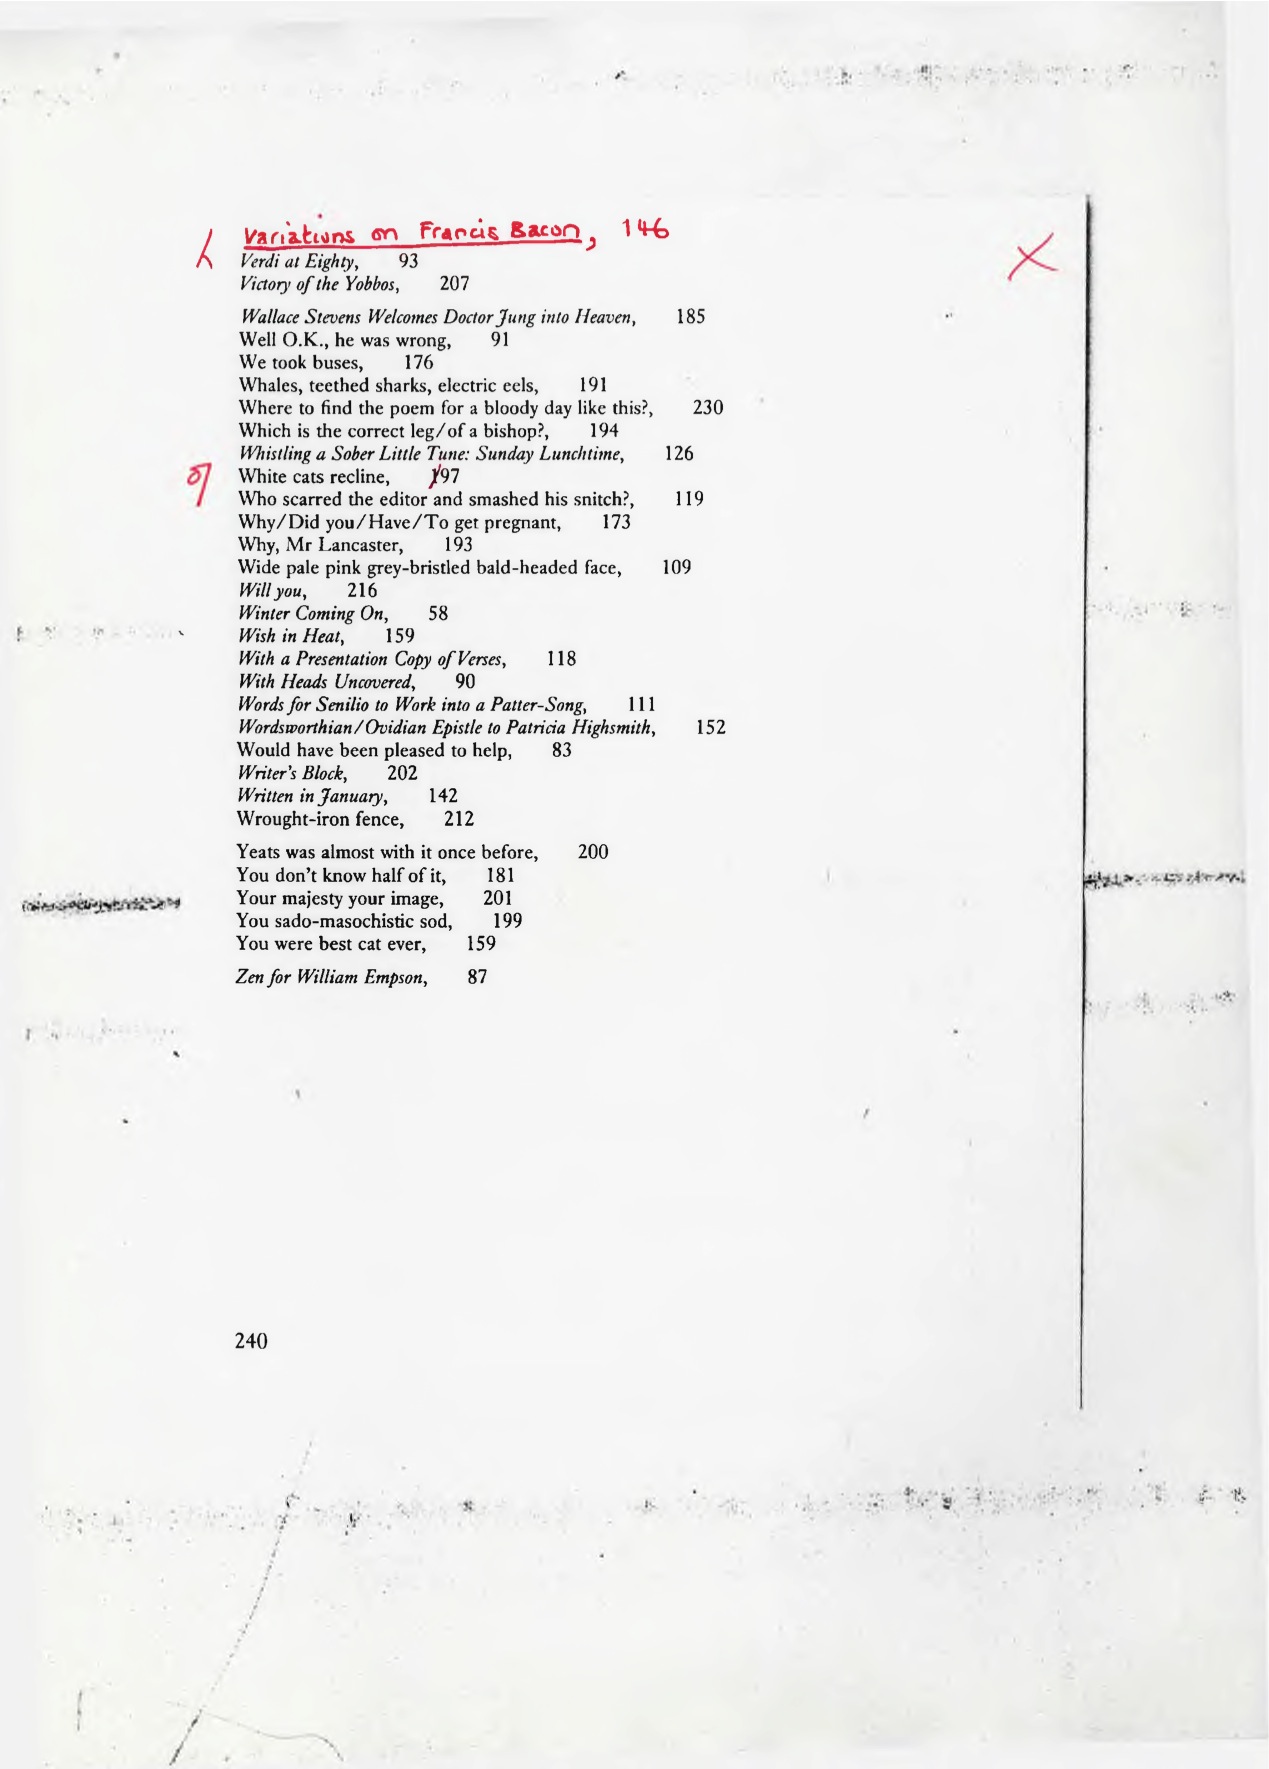 Variations on Francis Bacon, 146
Verdi at Eighty, 93
Victory of the Yobbos, 207
Wallace Stevens Welcomes Doctor Jung into Heaven, 185
Well O.K., he was wrong, 91
We took buses, 176
Whales, teethed sharks, electric eels, 191
Where to find the poem for a bloody day like this?, 230
Which is the correct leg/of a bishop?, 194
Whistling a Sober Little Tune: Sunday Lunchtime, 126
White cats recline, 197
Who scarred the editor and smashed his snitch?, 119
Why/Did you/Have/To get pregnant, 173
Why, Mr Lancaster, 193
Wide pale pink grey-bristled bald-headed face, 109
Will you, 216
Winter Coming On, 58
Wish in Heat, 159
With a Presentation Copy of Verses, 118
With Heads Uncovered, 90
Words for Senilio to Work into a Patter-Song, 111
Wordsworthian/Ovidian Epistle to Patricia Highsmith, 152
Would have been pleased to help, 83
Writer's Block, 202
Written in January, 142
Wrought-iron fence, 212
Yeats was almost with it once before, 200
You don't know half of it, 181
Your majesty your image, 201
You sado-masochistic sod, 199
You were best cat ever, 159
Zen for William Empson, 87
240